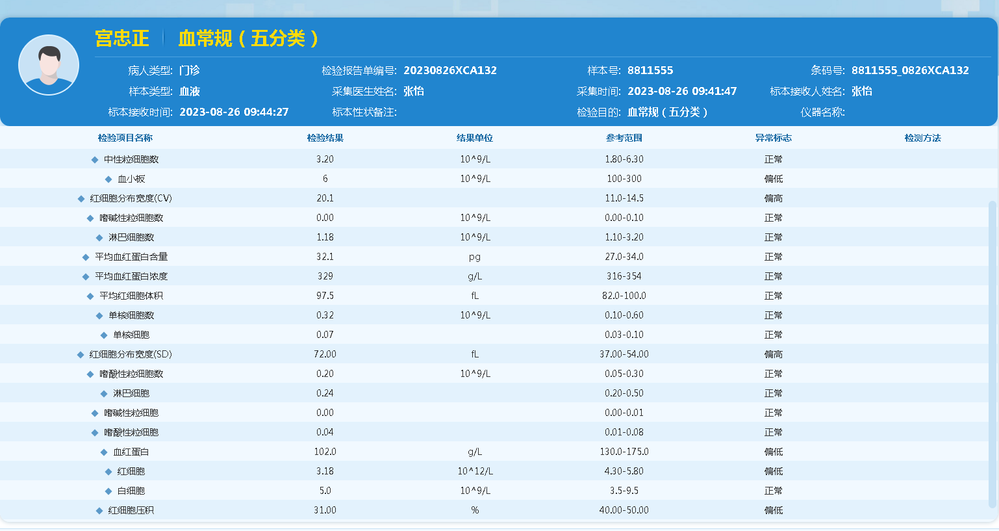 宫忠正 血常规（五分类）
病人类型: 门诊 检验报告单编号: 20230826XCA132 样本号: 8811555 条码号: 8811555_0826XCA132
样本类型: 血液 采集医生姓名: 张怡 采集时间: 2023-08-26 09:41:47 标本接收人姓名: 张怡
标本接收时间: 2023-08-26 09:44:27 标本性状备注: 检验目的: 血常规（五分类） 仪器名称:
检验项目名称 检验结果 结果单位 参考范围 异常标志 检测方法
中性粒细胞数 3.20 10^9/L 1.80-6.30 正常
血小板 6 10^9/L 100-300 偏低
红细胞分布宽度(CV) 20.1 11.0-14.5 偏高
嗜碱性粒细胞数 0.00 10^9/L 0.00-0.10 正常
淋巴细胞数 1.18 10^9/L 1.10-3.20 正常
平均血红蛋白含量 32.1 pg 27.0-34.0 正常
平均血红蛋白浓度 329 g/L 316-354 正常
平均红细胞体积 97.5 fL 82.0-100.0 正常
单核细胞数 0.32 10^9/L 0.10-0.60 正常
单核细胞 0.07 0.03-0.10 正常
红细胞分布宽度(SD) 72.00 fL 37.00-54.00 偏高
嗜酸性粒细胞数 0.20 10^9/L 0.05-0.30 正常
淋巴细胞 0.24 0.20-0.50 正常
嗜碱性粒细胞 0.00 0.00-0.01 正常
嗜酸性粒细胞 0.04 0.01-0.08 正常
血红蛋白 102.0 g/L 130.0-175.0 偏低
红细胞 3.18 10^12/L 4.30-5.80 偏低
白细胞 5.0 10^9/L 3.5-9.5 正常
红细胞压积 31.00 % 40.00-50.00 偏低